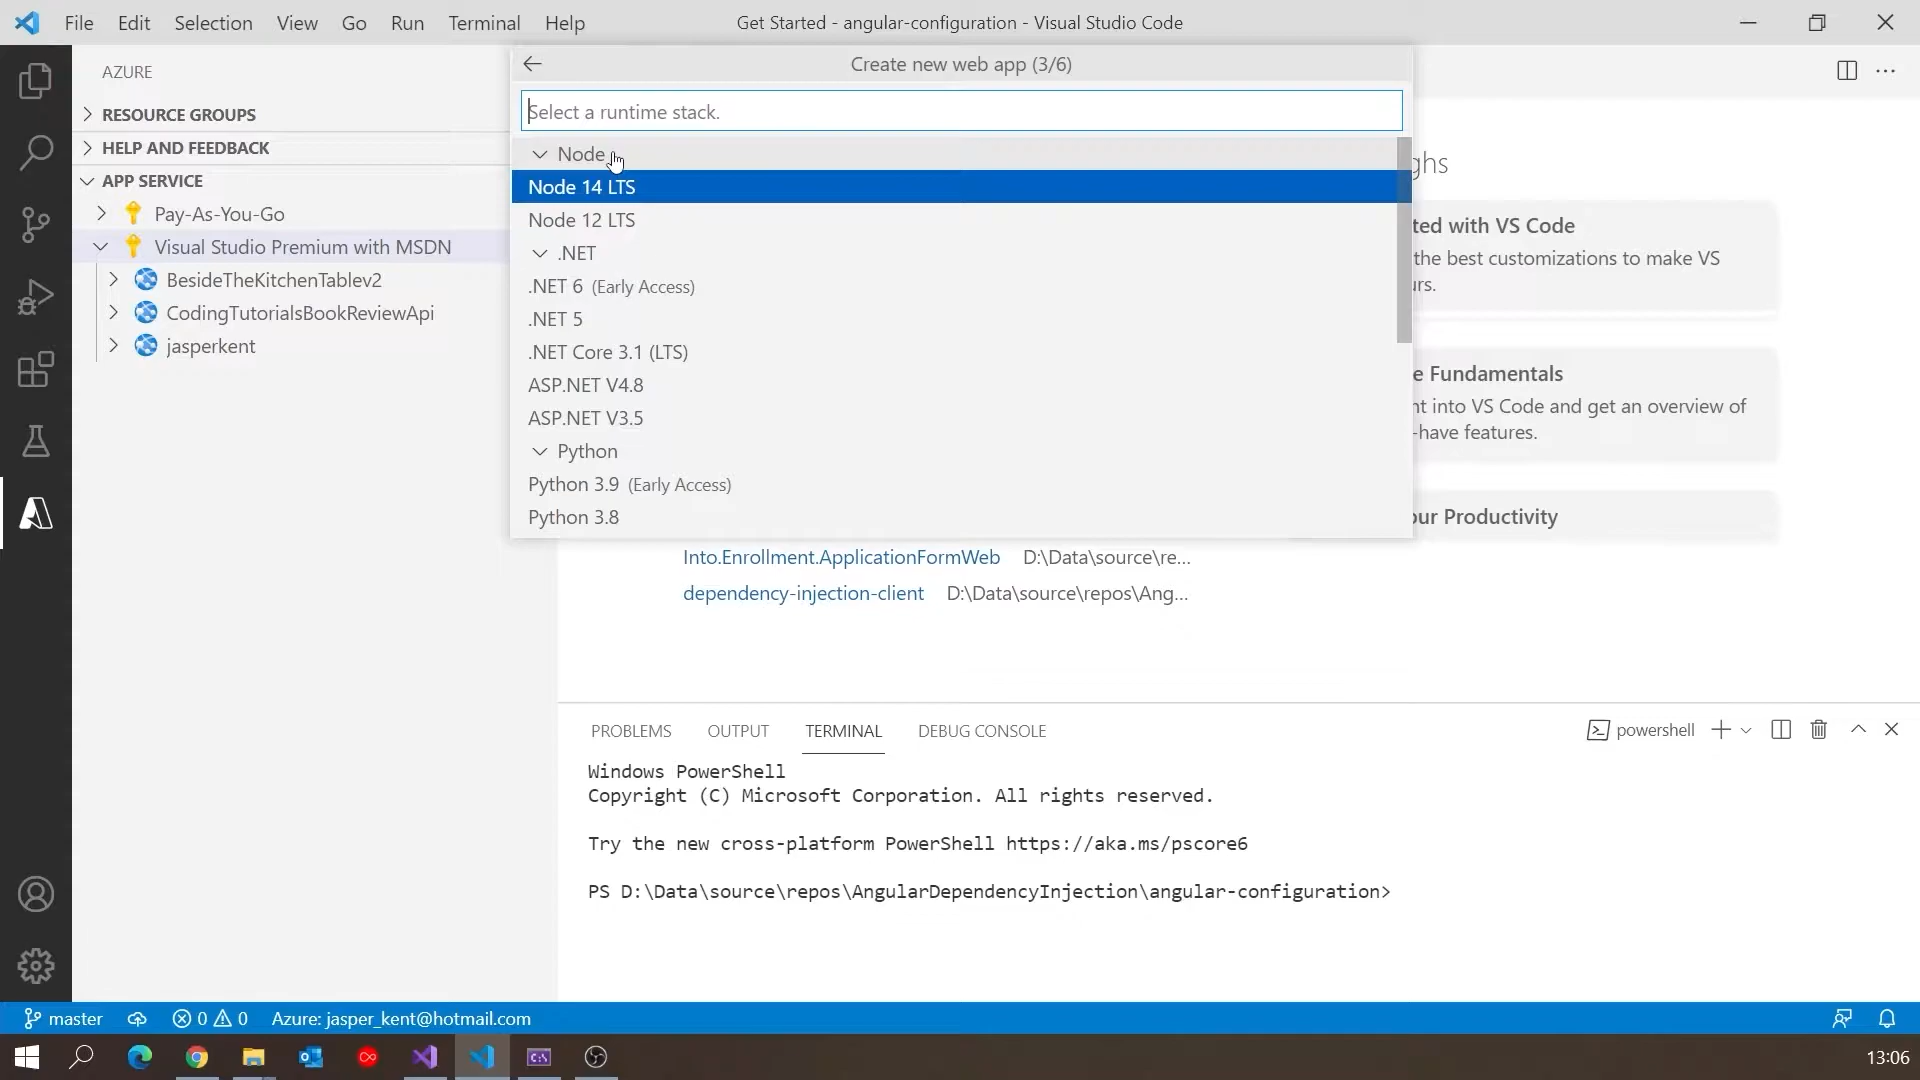 File Edit Selection View Go Run Terminal Help
Get Started - angular-configuration - Visual Studio Code
AZURE
RESOURCE GROUPS
HELP AND FEEDBACK
APP SERVICE
Pay-As-You-Go
Visual Studio Premium with MSDN
BesideTheKitchenTablev2
CodingTutorialsBookReviewApi
jasperkent
Create new web app (3/6)
Select a runtime stack.
Node
Node 14 LTS
Node 12 LTS
.NET
.NET 6 (Early Access)
.NET 5
.NET Core 3.1 (LTS)
ASP.NET V4.8
ASP.NET V3.5
Python
Python 3.9 (Early Access)
Python 3.8
ghs
ted with VS Code
the best customizations to make VS
urs.
e Fundamentals
nt into VS Code and get an overview of
-have features.
our Productivity
Into.Enrollment.ApplicationFormWeb D:\Data\source\re...
dependency-injection-client D:\Data\source\repos\Ang...
PROBLEMS OUTPUT TERMINAL DEBUG CONSOLE
powershell
Windows PowerShell
Copyright (C) Microsoft Corporation. All rights reserved.
Try the new cross-platform PowerShell https://aka.ms/pscore6
PS D:\Data\source\repos\AngularDependencyInjection\angular-configuration>
master 0 0 Azure: jasper_kent@hotmail.com
13:06